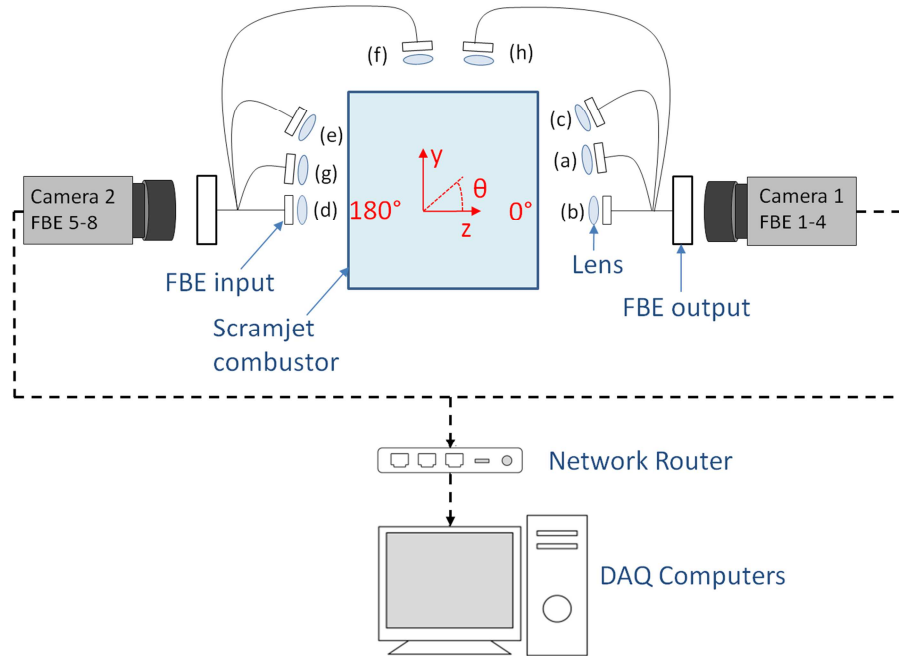 (f)
(h)
(e)
(c)
(g)
(a)
y
θ
Camera 2
FBE 5-8
(d)
180°
0°
z
(b)
Camera 1
FBE 1-4
FBE input
Lens
FBE output
Scramjet
combustor
Network Router
DAQ Computers